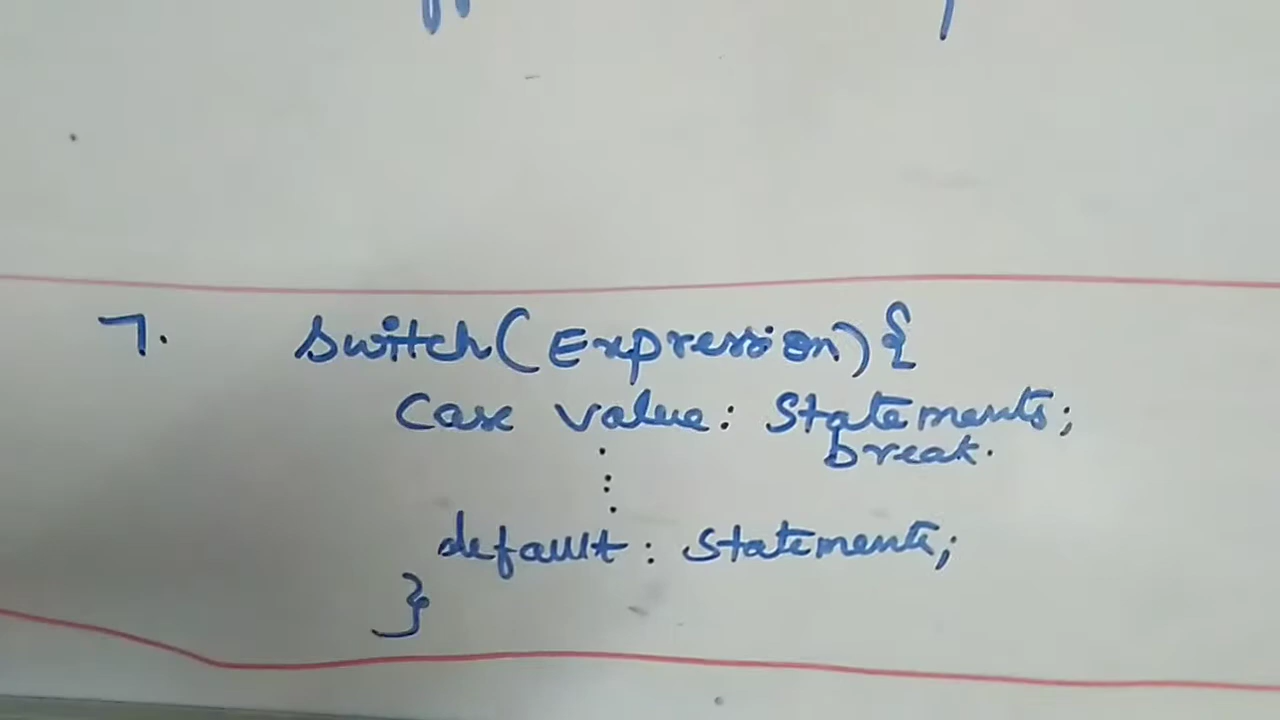 7. Switch(Expression){
Case value: Statements;
break.
default: Statements;
}